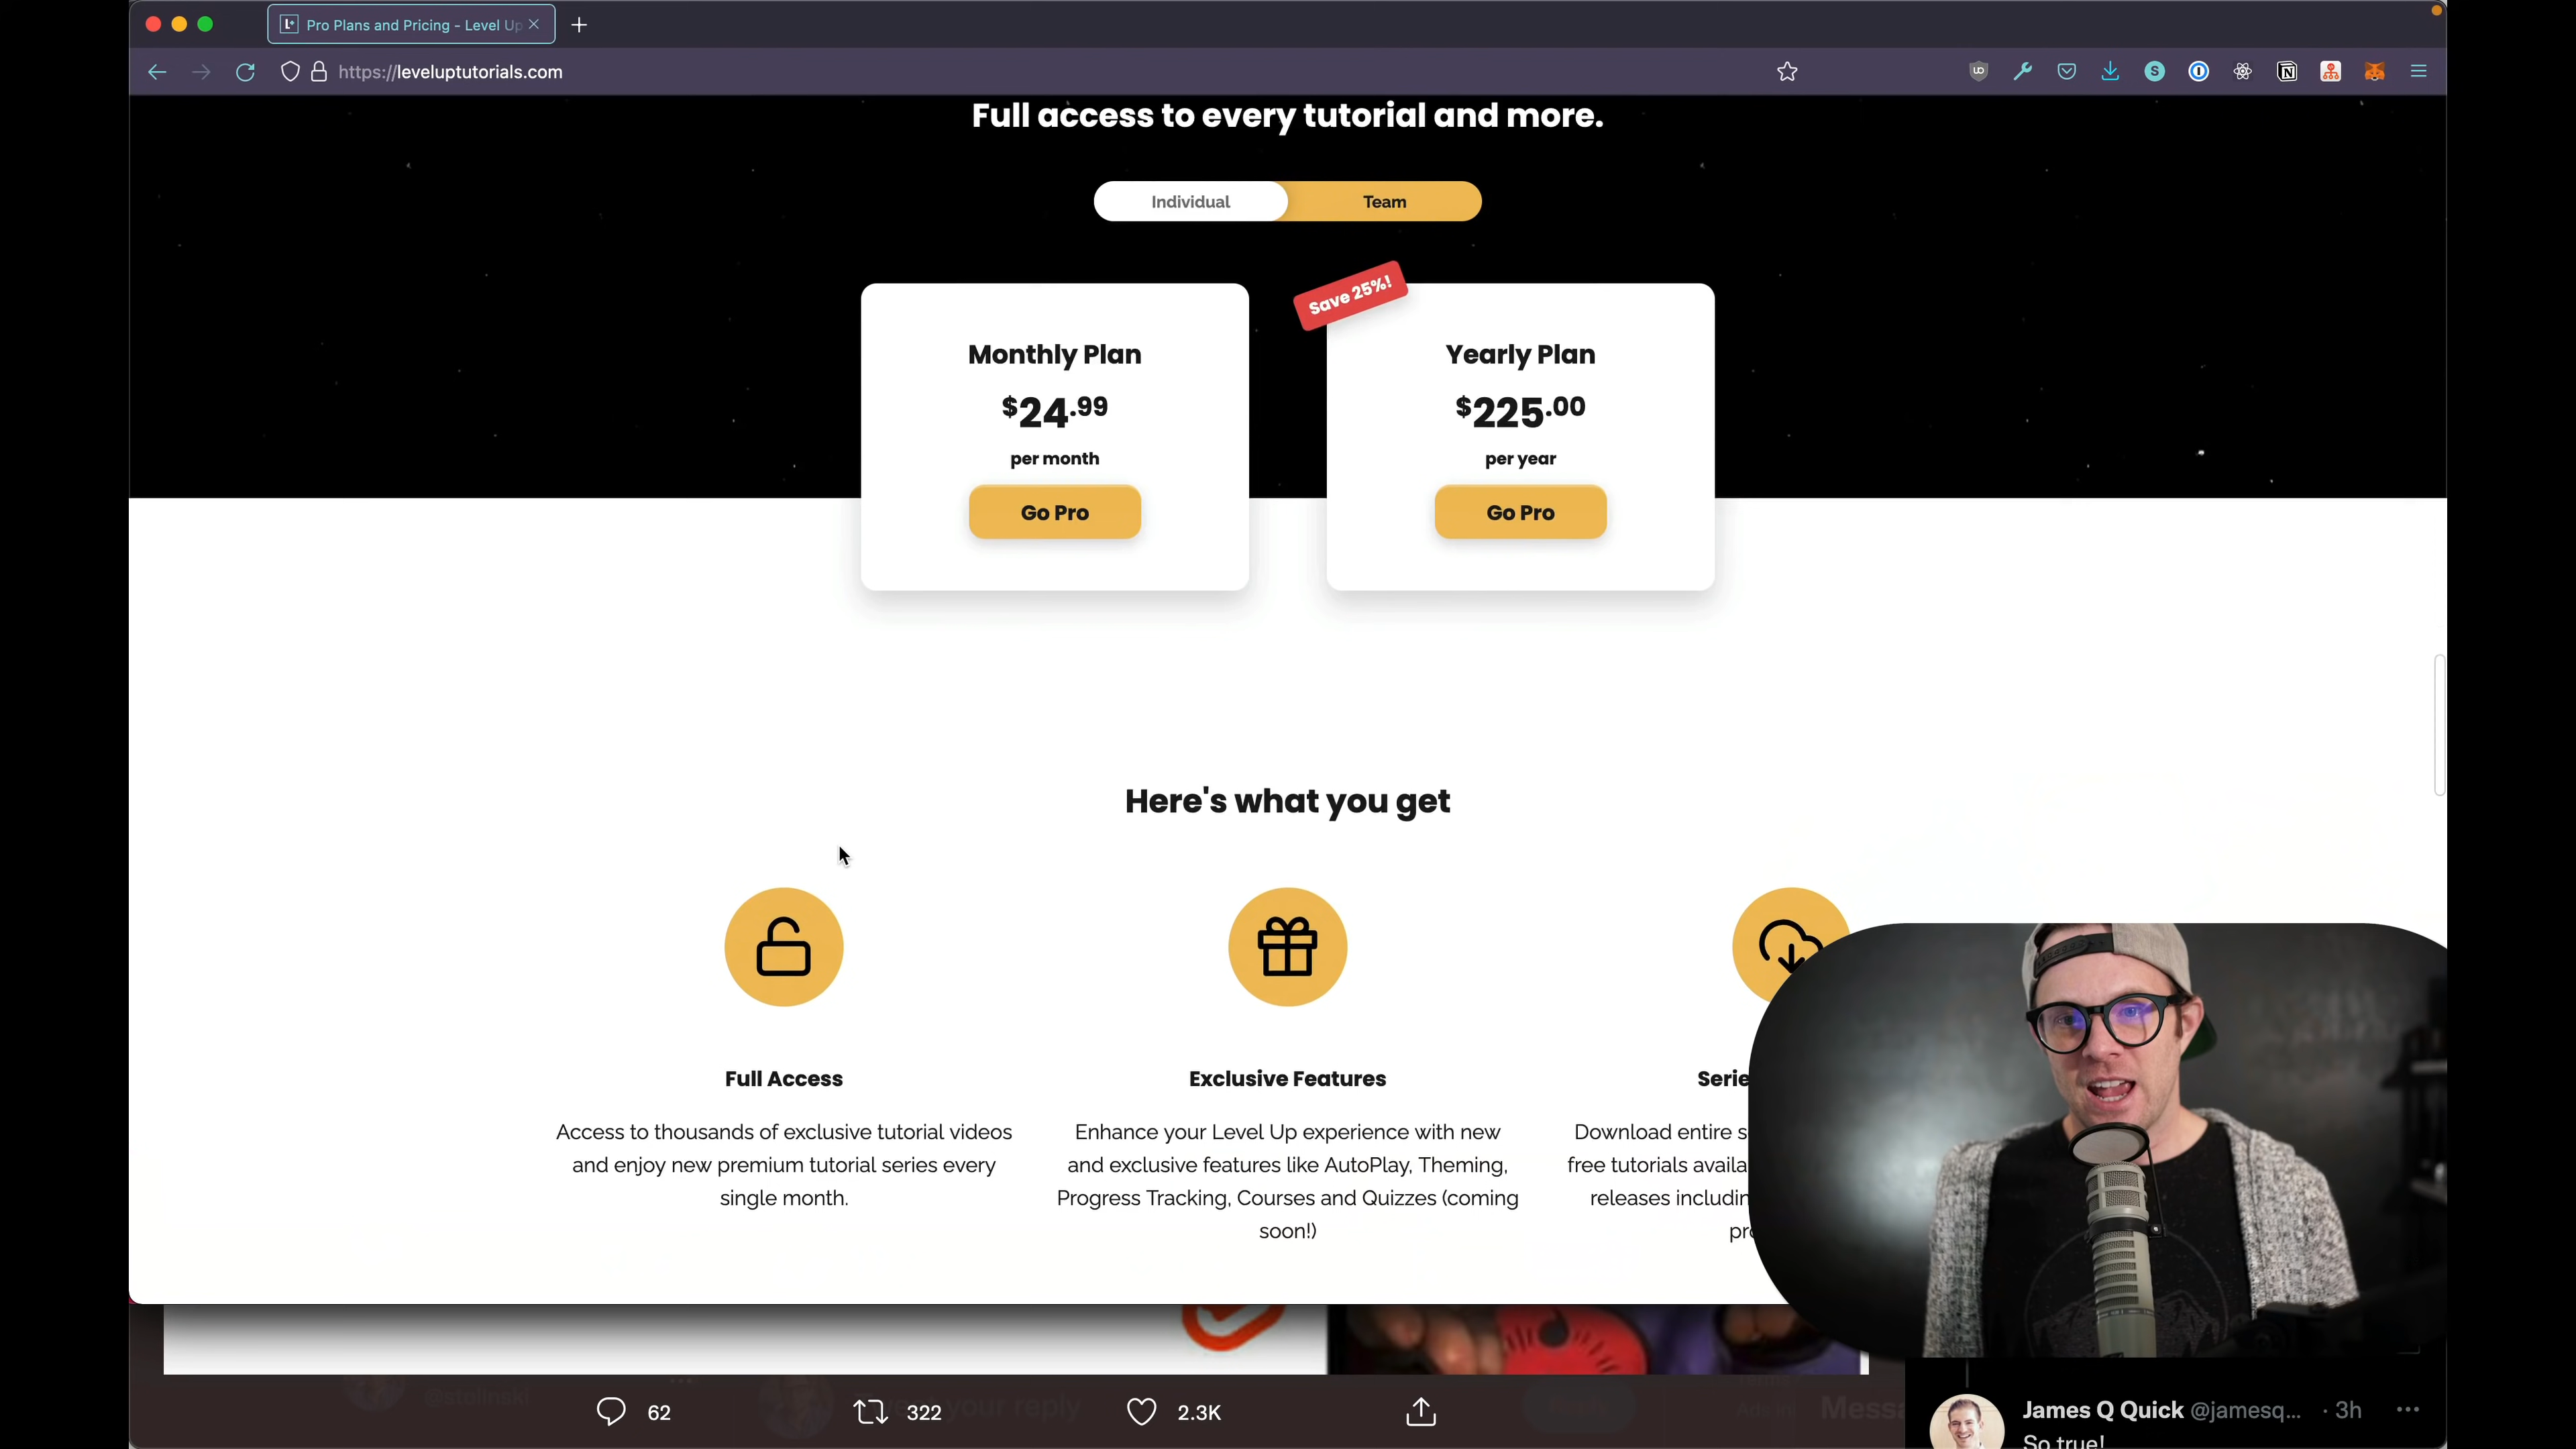 Pro Plans and Pricing - Level Up
https://leveluptutorials.com
Full access to every tutorial and more.
Individual
Team
Save 25%!
Monthly Plan
Yearly Plan
$24.99
$225.00
per month
per year
Go Pro
Go Pro
Here's what you get
Full Access
Exclusive Features
Serie
Access to thousands of exclusive tutorial videos
and enjoy new premium tutorial series every
single month.
Enhance your Level Up experience with new
and exclusive features like AutoPlay, Theming,
Progress Tracking, Courses and Quizzes (coming
soon!)
Download entire s
free tutorials availa
releases includin
pro
@stolinski
your reply
Messa
62
322
2.3K
James Q Quick @jamesq... · 3h
So true!